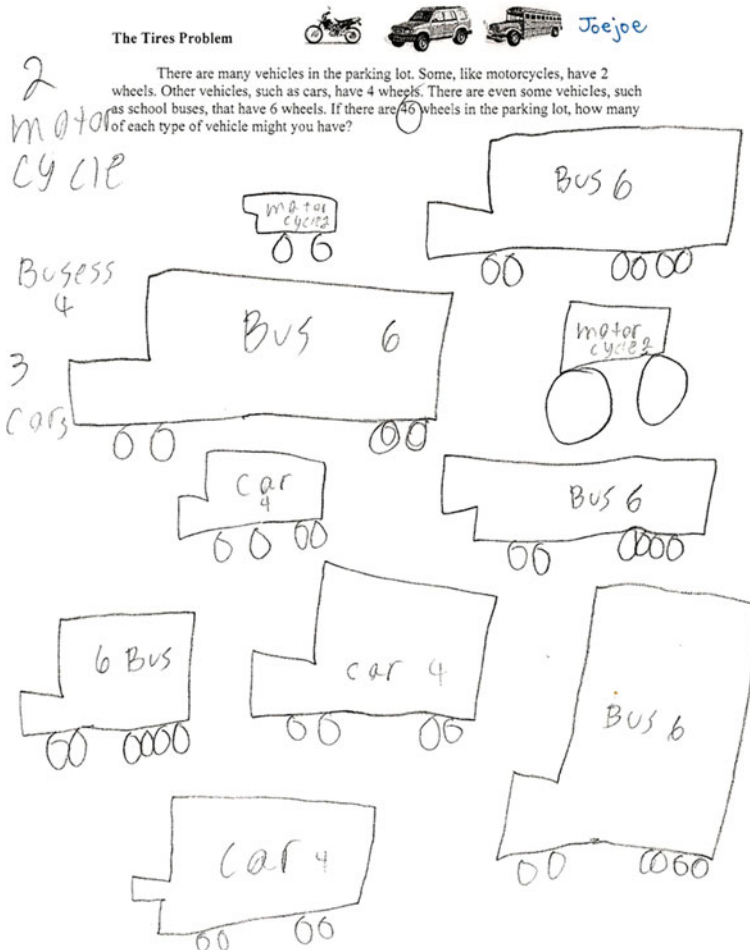 The Tires Problem
Joejoe
There are many vehicles in the parking lot. Some, like motorcycles, have 2
wheels. Other vehicles, such as cars, have 4 wheels. There are even some vehicles, such
as school buses, that have 6 wheels. If there are 46 wheels in the parking lot, how many
of each type of vehicle might you have?
2
motor
cycle
Busess
4
3
cars
motor
cycle2
Bus 6
Bus 6
motor
cycle 2
Car
4
Bus 6
6 Bus
car 4
Bus 6
Car 4